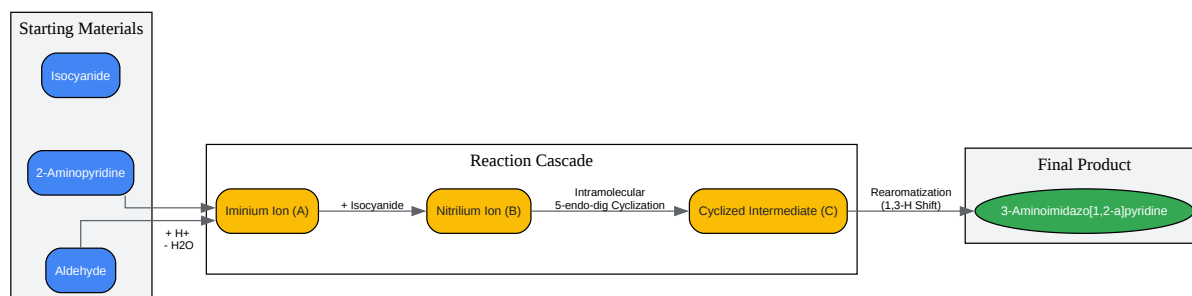 Starting Materials
Isocyanide
2-Aminopyridine
Aldehyde
+ H+
- H2O
Reaction Cascade
Iminium Ion (A)
+ Isocyanide
Nitrilium Ion (B)
Intramolecular
5-endo-dig Cyclization
Cyclized Intermediate (C)
Rearomatization
(1,3-H Shift)
Final Product
3-Aminoimidazo[1,2-a]pyridine